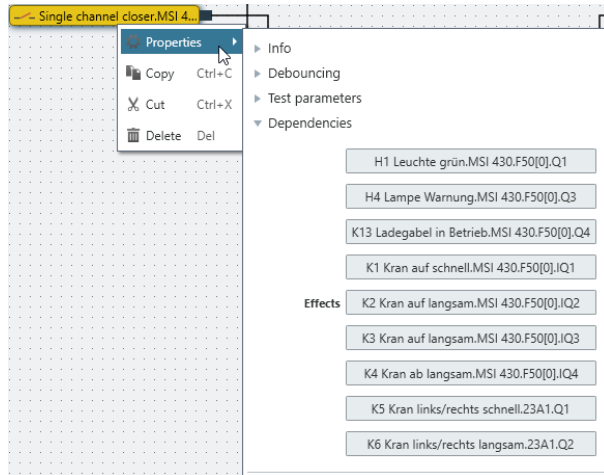 Single channel closer.MSI 4...
Properties
Copy Ctrl+C
Cut Ctrl+X
Delete Del
Info
Debouncing
Test parameters
Dependencies
H1 Leuchte grün.MSI 430.F50[0].Q1
H4 Lampe Warnung.MSI 430.F50[0].Q3
K13 Ladegabel in Betrieb.MSI 430.F50[0].Q4
K1 Kran auf schnell.MSI 430.F50[0].IQ1
Effects K2 Kran auf langsam.MSI 430.F50[0].IQ2
K3 Kran auf langsam.MSI 430.F50[0].IQ3
K4 Kran ab langsam.MSI 430.F50[0].IQ4
K5 Kran links/rechts schnell.23A1.Q1
K6 Kran links/rechts langsam.23A1.Q2